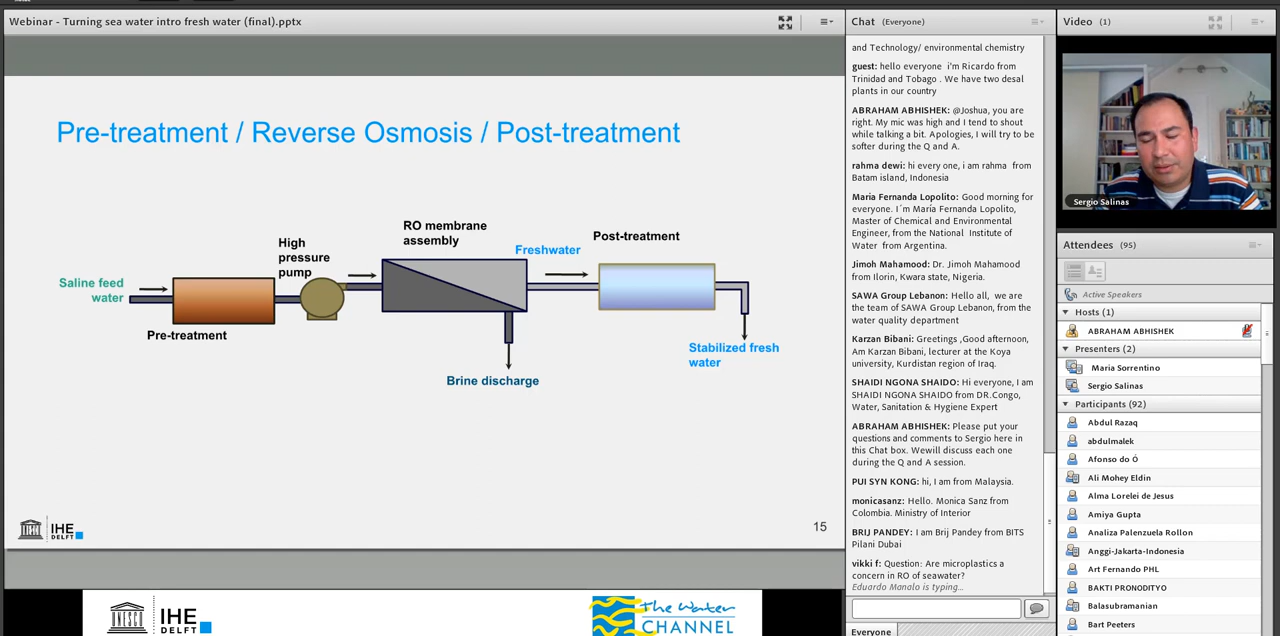 Webinar - Turning sea water intro fresh water (final).pptx
Pre-treatment / Reverse Osmosis / Post-treatment
Saline feed
water
Pre-treatment
High
pressure
pump
RO membrane
assembly
Freshwater
Post-treatment
Brine discharge
Stabilized fresh
water
IHE
DELFT
15
UNESCO
IHE
DELFT
The Water
CHANNEL
Chat (Everyone)
and Technology/ environmental chemistry
guest: hello everyone i'm Ricardo from
Trinidad and Tobago . We have two desal
plants in our country
ABRAHAM ABHISHEK: @Joshua, you are
right. My mic was high and I tend to shout
while talking a bit. Apologies, I will try to be
softer during the Q and A.
rahma dewi: hi every one, i am rahma from
Batam island, Indonesia
Maria Fernanda Lopolito: Good morning for
everyone. I´m María Fernanda Lopolito,
Master of Chemical and Environmental
Engineer, from the National Institute of
Water from Argentina.
Jimoh Mahamood: Dr. Jimoh Mahamood
from Ilorin, Kwara state, Nigeria.
SAWA Group Lebanon: Hello all, we are
the team of SAWA Group Lebanon, from the
water quality department
Karzan Bibani: Greetings ,Good afternoon,
Am Karzan Bibani, lecturer at the Koya
university, Kurdistan region of Iraq.
SHAIDI NGONA SHAIDO: Hi everyone, I am
SHAIDI NGONA SHAIDO from DR.Congo,
Water, Sanitation & Hygiene Expert
ABRAHAM ABHISHEK: Please put your
questions and comments to Sergio here in
this Chat box. Wewill discuss each one
during the Q and A session.
PUI SYN KONG: hi, I am from Malaysia.
monicasanz: Hello. Monica Sanz from
Colombia. Ministry of Interior
BRIJ PANDEY: I am Brij Pandey from BITS
Pilani Dubai
vikki f: Question: Are microplastics a
concern in RO of seawater?
Eduardo Manalo is typing...
Everyone
Video (1)
Sergio Salinas
Attendees (95)
Active Speakers
Hosts (1)
ABRAHAM ABHISHEK
Presenters (2)
Maria Sorrentino
Sergio Salinas
Participants (92)
Abdul Razaq
abdulmalek
Afonso do Ó
Ali Mohey Eldin
Alma Lorelei de Jesus
Amiya Gupta
Analiza Palenzuela Rollon
Anggi-Jakarta-Indonesia
Art Fernando PHL
BAKTI PRONODITYO
Balasubramanian
Bart Peeters